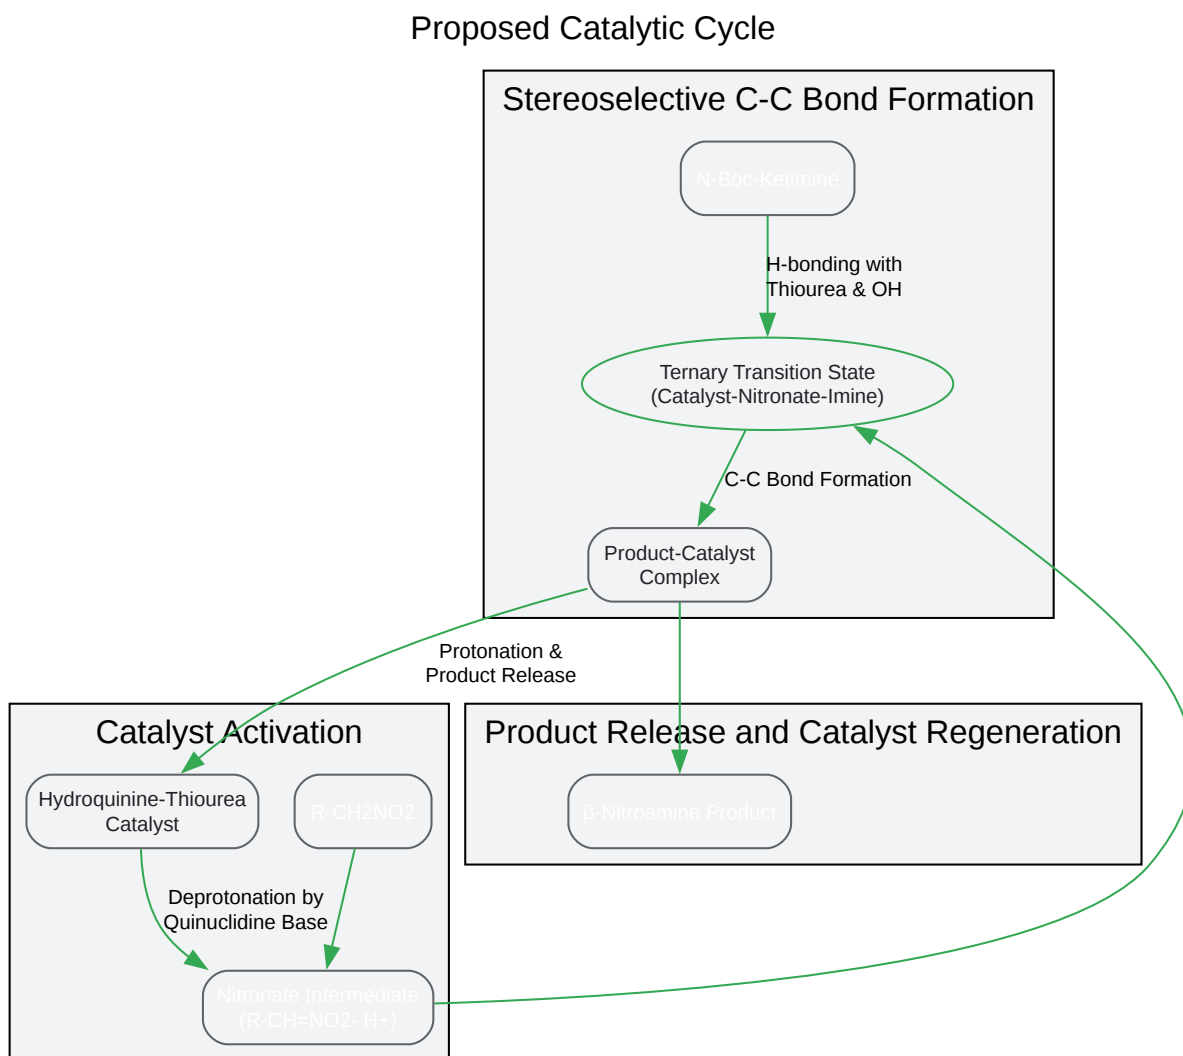 Proposed Catalytic Cycle
Stereoselective C-C Bond Formation
N-Boc-Ketimine
H-bonding with
Thiourea & OH
Ternary Transition State
(Catalyst-Nitronate-Imine)
C-C Bond Formation
Product-Catalyst
Complex
Protonation &
Product Release
Catalyst Activation
Product Release and Catalyst Regeneration
Hydroquinine-Thiourea
Catalyst
R-CH2NO2
β-Nitroamine Product
Deprotonation by
Quinuclidine Base
Nitronate Intermediate
(R-CH=NO2- H+)